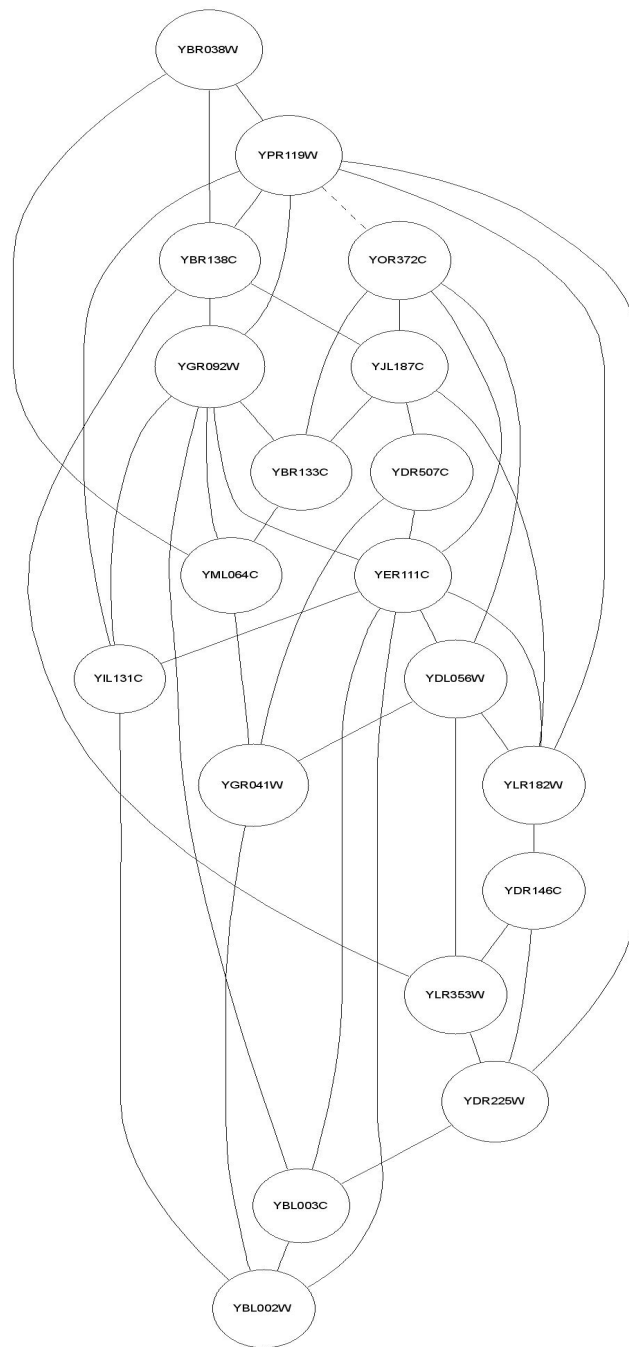 YBR038W
YPR119W
YBR138C
YOR372C
YGR092W
YJL187C
YBR133C
YDR507C
YML064C
YER111C
YIL131C
YDL056W
YGR041W
YLR182W
YDR146C
YLR353W
YDR225W
YBL003C
YBL002W